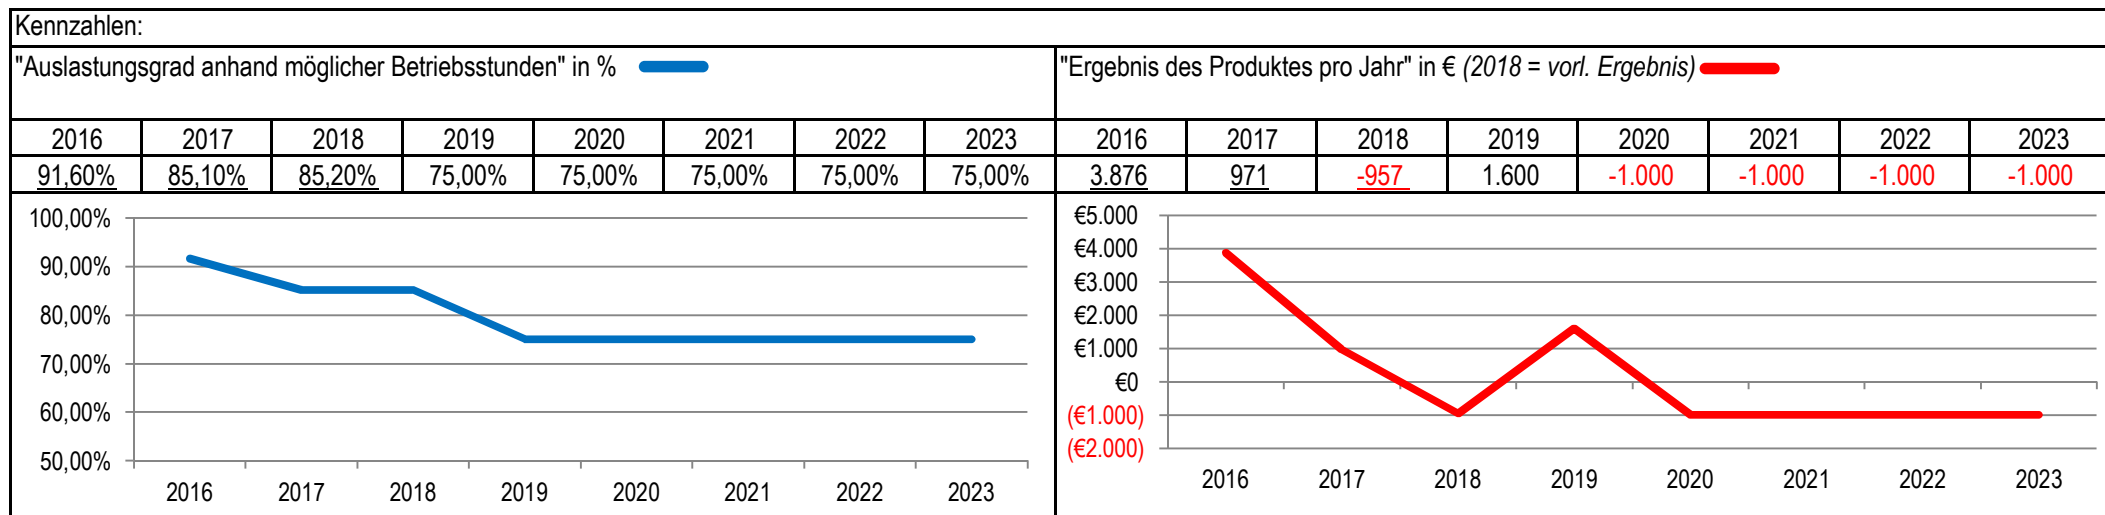 Kennzahlen:
"Auslastungsgrad anhand möglicher Betriebsstunden" in %
"Ergebnis des Produktes pro Jahr" in € (2018 = vorl. Ergebnis)
2016 2017 2018 2019 2020 2021 2022 2023 2016 2017 2018 2019 2020 2021 2022 2023
91,60% 85,10% 85,20% 75,00% 75,00% 75,00% 75,00% 75,00% 3.876 971 -957 1.600 -1.000 -1.000 -1.000 -1.000
100,00%
90,00%
80,00%
70,00%
60,00%
50,00%
2016 2017 2018 2019 2020 2021 2022 2023
€5.000
€4.000
€3.000
€2.000
€1.000
€0
(€1.000)
(€2.000)
2016 2017 2018 2019 2020 2021 2022 2023